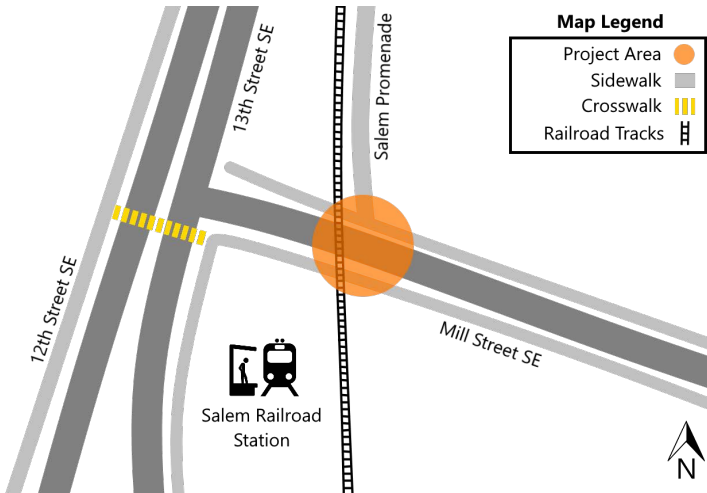 Map Legend
Project Area
Sidewalk
Crosswalk
Railroad Tracks
13th Street SE
Salem Promenade
12th Street SE
Mill Street SE
Salem Railroad
Station
N